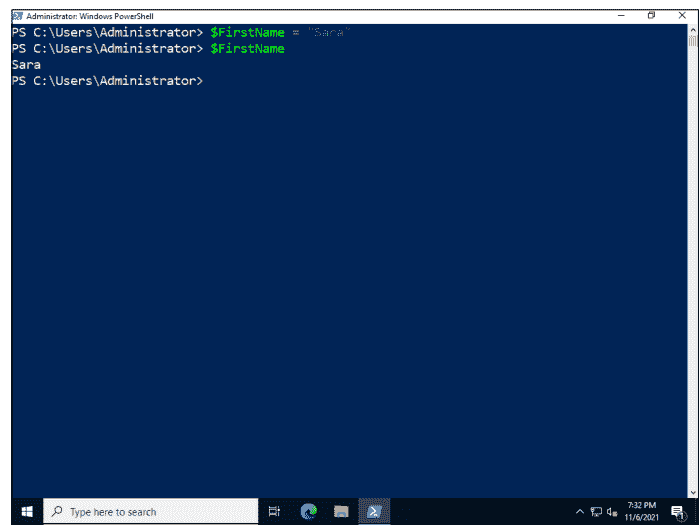 Administrator: Windows PowerShell
PS C:\Users\Administrator> $FirstName = "Sara"
PS C:\Users\Administrator> $FirstName
Sara
PS C:\Users\Administrator>
Type here to search
7:32 PM
11/6/2021